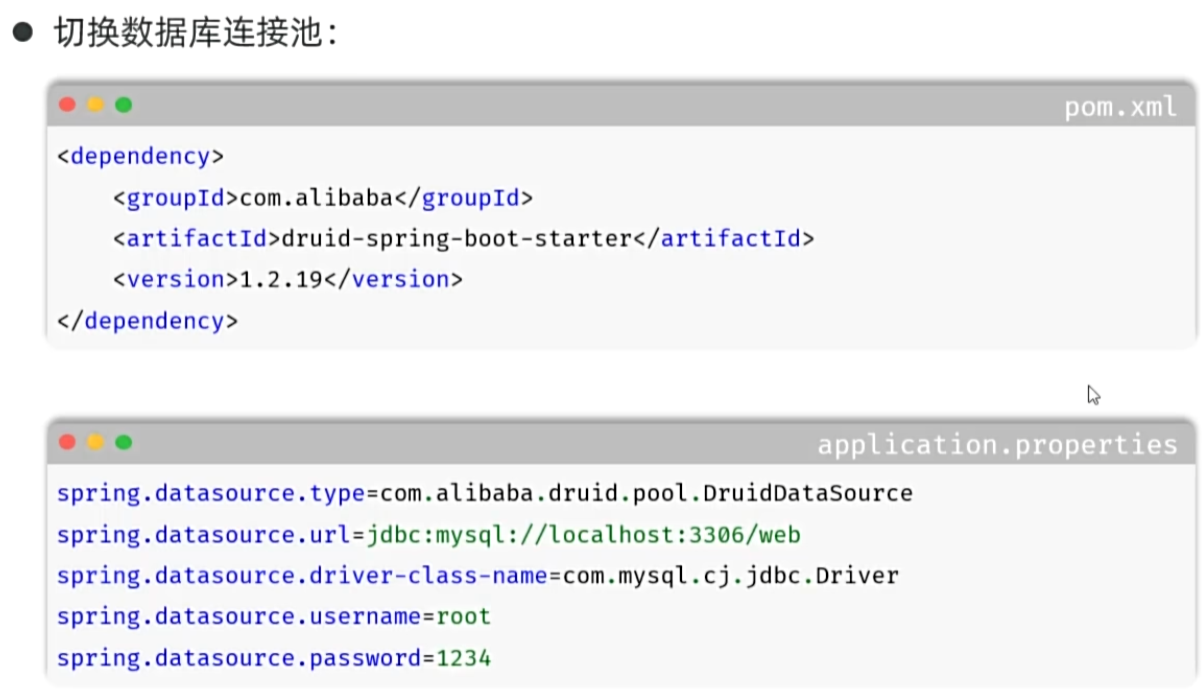 切换数据库连接池：
pom.xml
<dependency>
    <groupId>com.alibaba</groupId>
    <artifactId>druid-spring-boot-starter</artifactId>
    <version>1.2.19</version>
</dependency>
application.properties
spring.datasource.type=com.alibaba.druid.pool.DruidDataSource
spring.datasource.url=jdbc:mysql://localhost:3306/web
spring.datasource.driver-class-name=com.mysql.cj.jdbc.Driver
spring.datasource.username=root
spring.datasource.password=1234